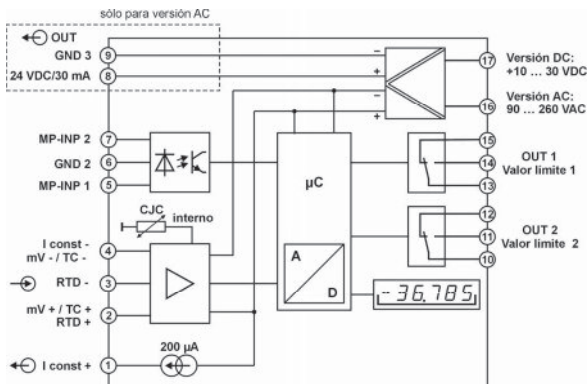 sólo para versión AC
OUT
GND 3
9
24 VDC/30 mA
8
MP-INP 2
7
GND 2
6
MP-INP 1
5
CJC
interno
I const -
mV - / TC -
4
RTD -
3
mV + / TC +
RTD +
2
I const +
1
200 µA
µC
A
D
-
+
-
+
17
Versión DC:
+10 ... 30 VDC
16
Versión AC:
90 ... 260 VAC
15
14
13
OUT 1
Valor limite 1
12
11
10
OUT 2
Valor limite 2
-36.785